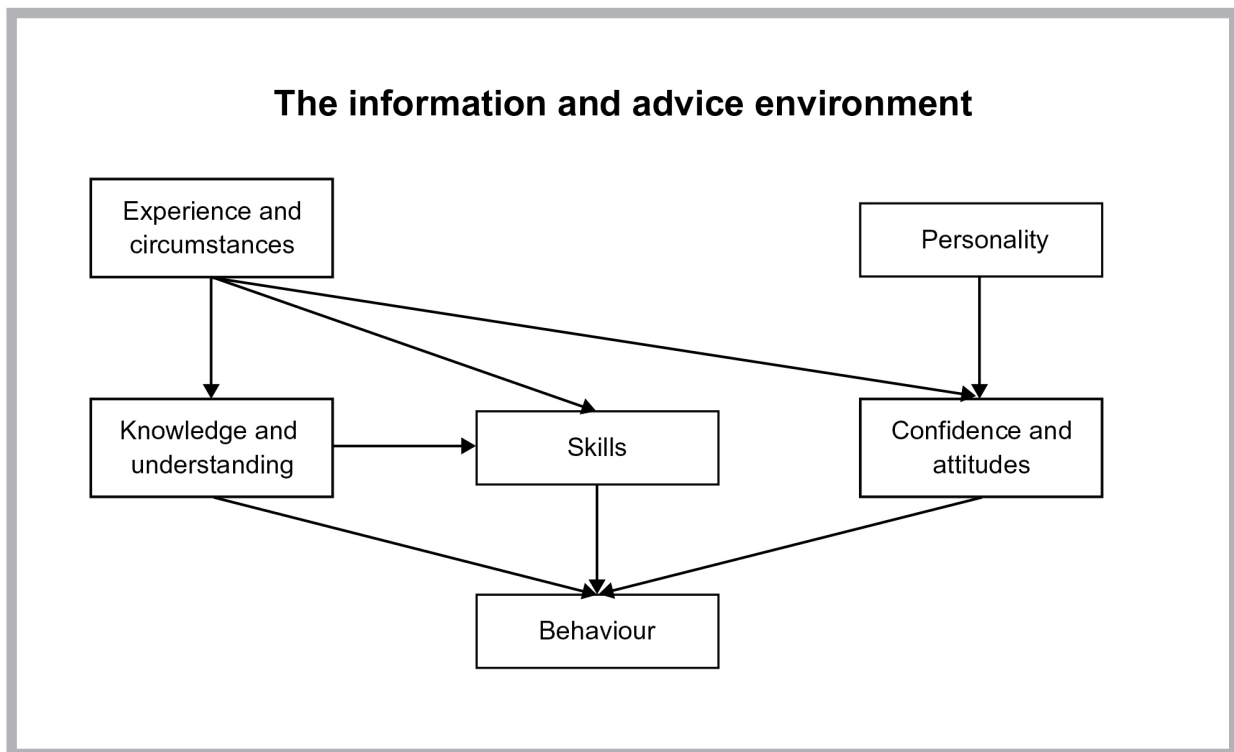 The information and advice environment
Experience and
circumstances
Personality
Knowledge and
understanding
Skills
Confidence and
attitudes
Behaviour